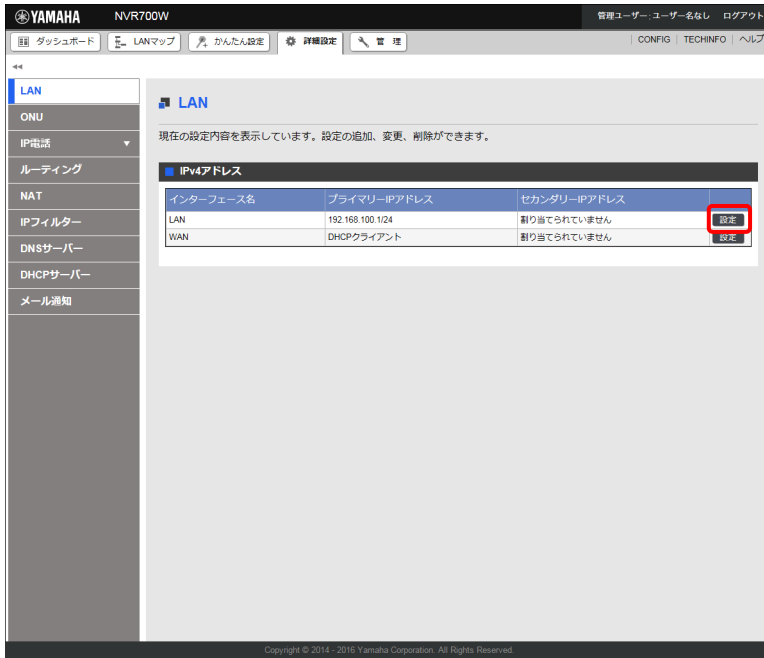 YAMAHA NVR700W 管理ユーザー:ユーザー名なし ログアウト
ダッシュボード LANマップ かんたん設定 詳細設定 管 理 CONFIG TECHINFO ヘルプ
LAN
ONU
IP電話
ルーティング
NAT
IPフィルター
DNSサーバー
DHCPサーバー
メール通知
LAN
現在の設定内容を表示しています。設定の追加、変更、削除ができます。
IPv4アドレス
インターフェース名 プライマリーIPアドレス セカンダリーIPアドレス
LAN 192.168.100.1/24 割り当てられていません 設定
WAN DHCPクライアント 割り当てられていません 設定
Copyright © 2014 - 2016 Yamaha Corporation. All Rights Reserved.